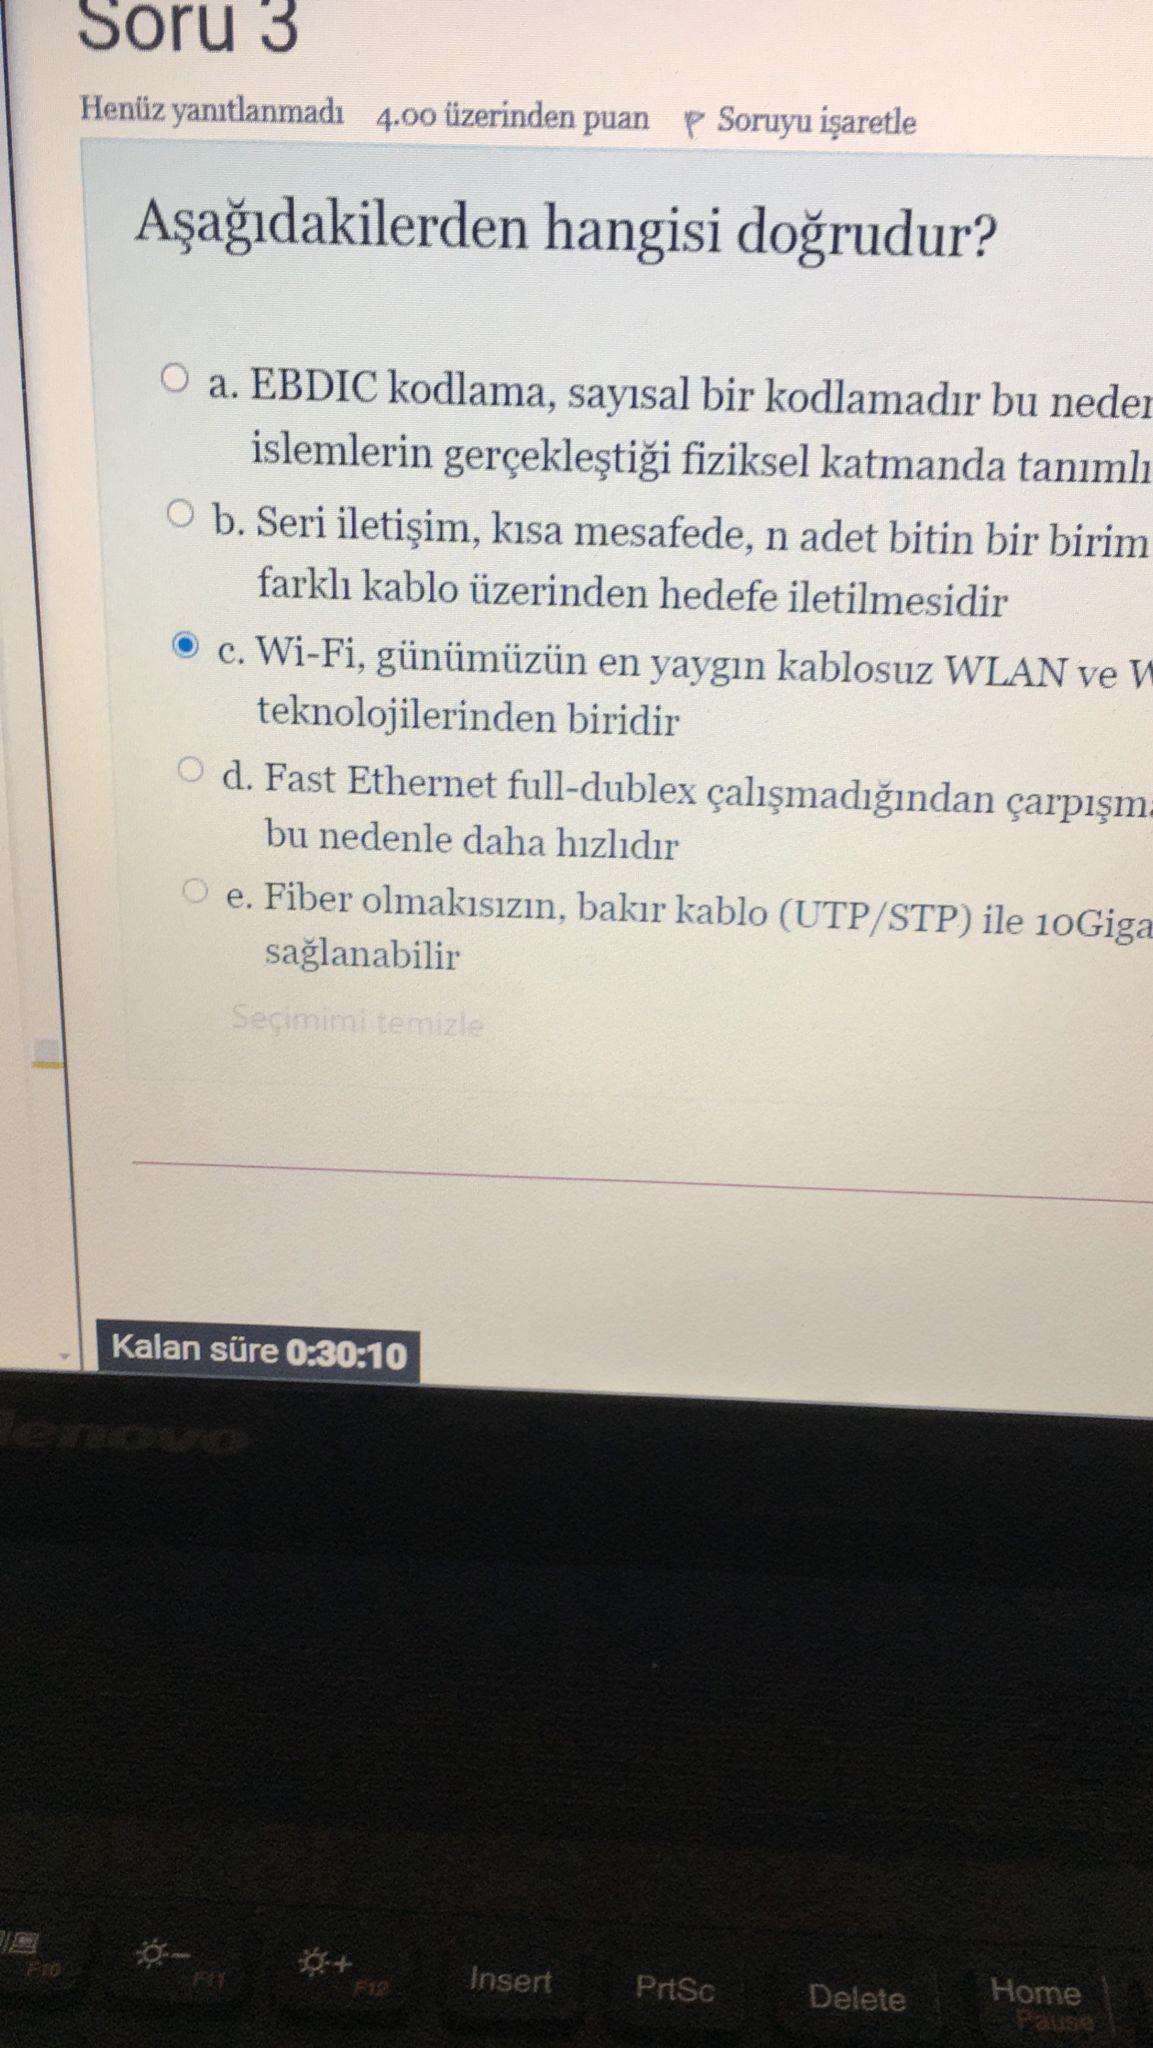 Soru 3
Henüz yanıtlanmadı 4.00 üzerinden puan Soruyu işaretle
Aşağıdakilerden hangisi doğrudur?
a. EBDIC kodlama, sayısal bir kodlamadır bu neden
islemlerin gerçekleştiği fiziksel katmanda tanımlı
b. Seri iletişim, kısa mesafede, n adet bitin bir birim
farklı kablo üzerinden hedefe iletilmesidir
c. Wi-Fi, günümüzün en yaygın kablosuz WLAN ve W
teknolojilerinden biridir
d. Fast Ethernet full-dublex çalışmadığından çarpışma
bu nedenle daha hızlıdır
e. Fiber olmakısızın, bakır kablo (UTP/STP) ile 10Giga
sağlanabilir
Seçimimi temizle
Kalan süre 0:30:10
lenovo
F10
F11
F12
Insert
PrtSc
Delete
Home
Pause